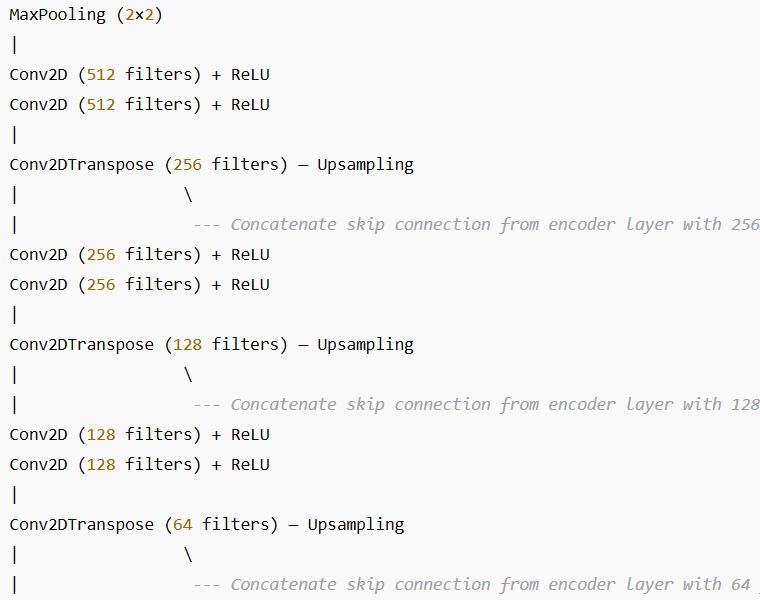 MaxPooling (2×2)
|
Conv2D (512 filters) + ReLU
Conv2D (512 filters) + ReLU
|
Conv2DTranspose (256 filters) — Upsampling
|                 \
|                  --- Concatenate skip connection from encoder layer with 256
Conv2D (256 filters) + ReLU
Conv2D (256 filters) + ReLU
|
Conv2DTranspose (128 filters) — Upsampling
|                 \
|                  --- Concatenate skip connection from encoder layer with 128
Conv2D (128 filters) + ReLU
Conv2D (128 filters) + ReLU
|
Conv2DTranspose (64 filters) — Upsampling
|                 \
|                  --- Concatenate skip connection from encoder layer with 64